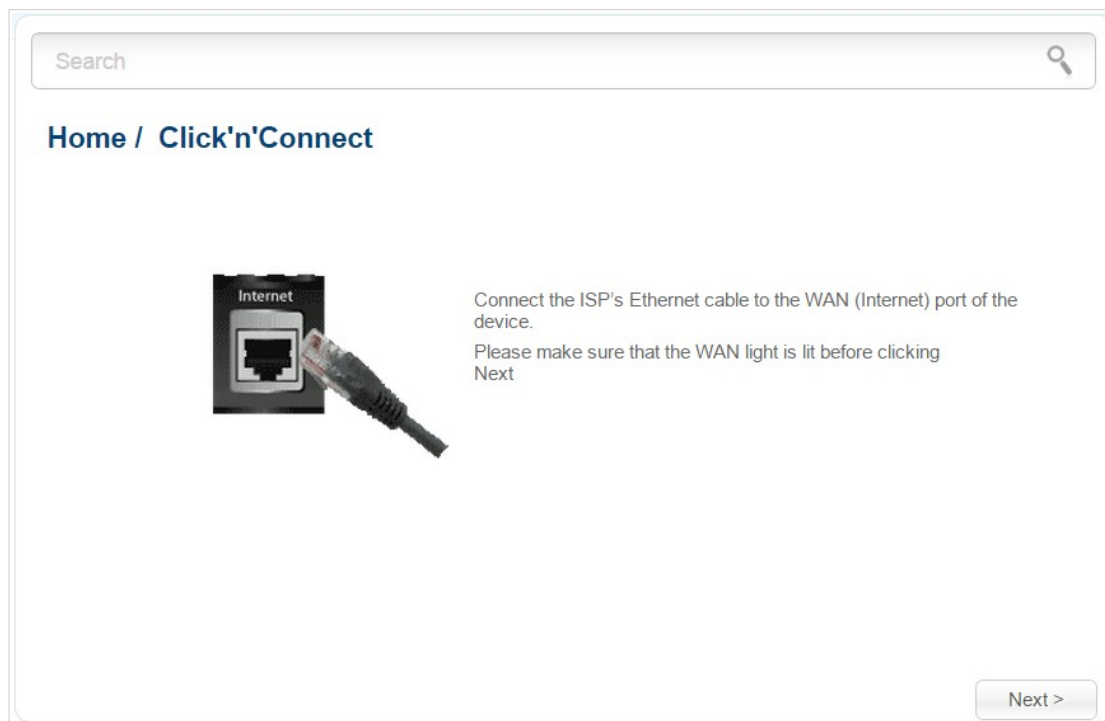 Search
Home / Click'n'Connect
Internet
Connect the ISP's Ethernet cable to the WAN (Internet) port of the
device.
Please make sure that the WAN light is lit before clicking
Next
Next >